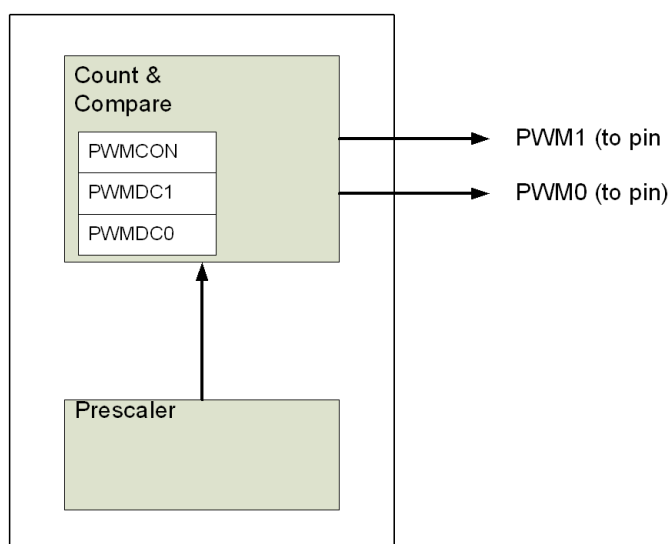 Count &
Compare
PWMCON
PWMDC1
PWMDC0
PWM1 (to pin
PWM0 (to pin)
Prescaler